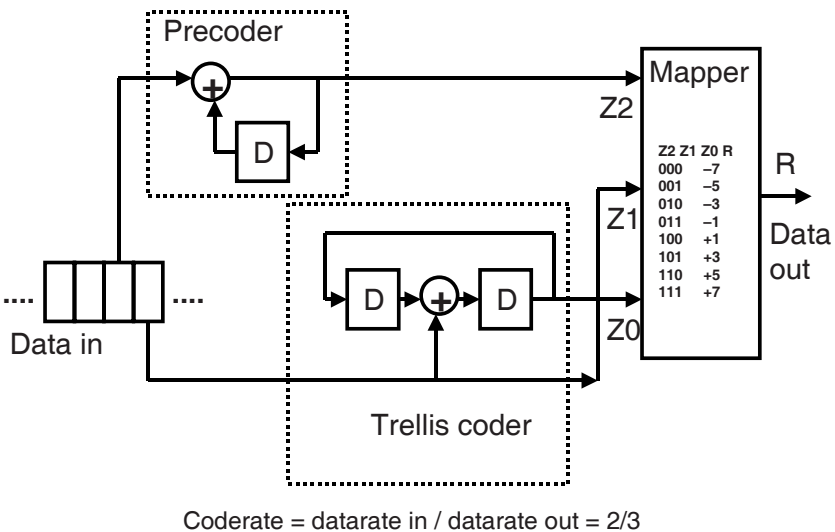 Precoder
+
D
Mapper
Z2
Z2 Z1 Z0 R
000 –7
001 –5
010 –3
011 –1
100 +1
101 +3
110 +5
111 +7
R
Data
out
Z1
D
+
D
Z0
....
....
Data in
Trellis coder
Coderate = datarate in / datarate out = 2/3